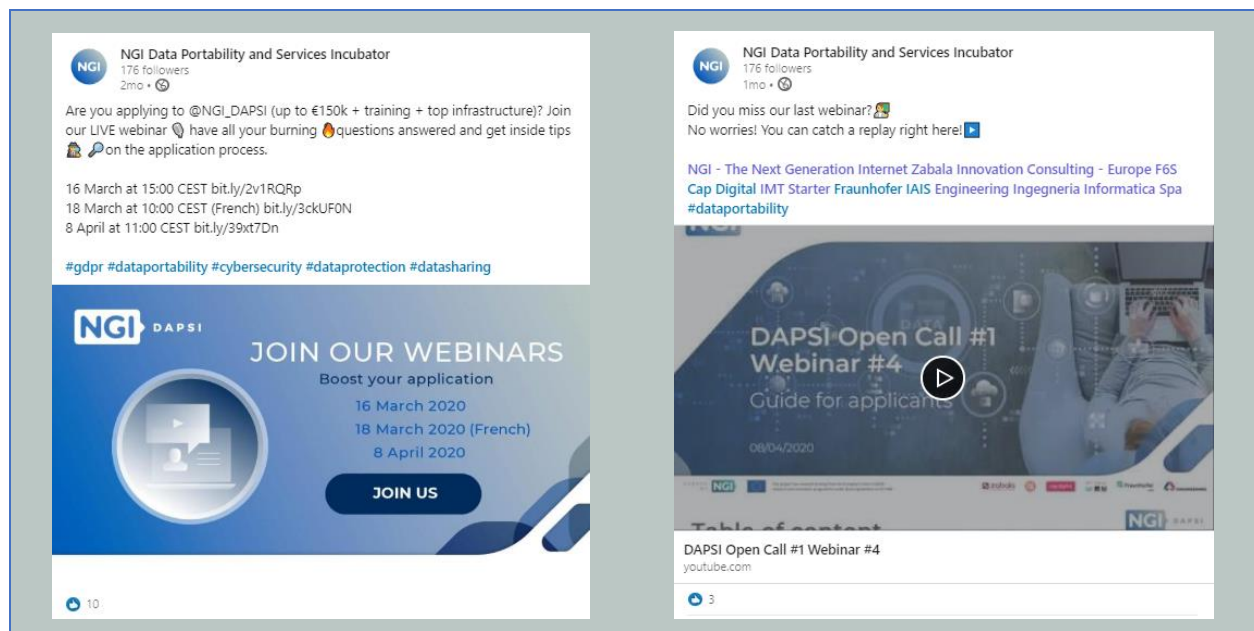 NGI Data Portability and Services Incubator
176 followers
2mo •
Are you applying to @NGI_DAPSI (up to €150k + training + top infrastructure)? Join
our LIVE webinar 🎙 have all your burning 🔥questions answered and get inside tips
🕵 🔎on the application process.
16 March at 15:00 CEST bit.ly/2v1RQRp
18 March at 10:00 CEST (French) bit.ly/3ckUF0N
8 April at 11:00 CEST bit.ly/39xt7Dn
#gdpr #dataportability #cybersecurity #dataprotection #datasharing
NGI DAPSI
JOIN OUR WEBINARS
Boost your application
16 March 2020
18 March 2020 (French)
8 April 2020
JOIN US
10
NGI
NGI Data Portability and Services Incubator
176 followers
1mo •
Did you miss our last webinar?
No worries! You can catch a replay right here!▶
NGI - The Next Generation Internet Zabala Innovation Consulting - Europe F6S
Cap Digital IMT Starter Fraunhofer IAIS Engineering Ingegneria Informatica Spa
#dataportability
NGI
DATA
DAPSI Open Call #1
Webinar #4
Guide for applicants
08/04/2020
NGI
zabala
Fraunhofer
Table of content
NGI DAPSI
DAPSI Open Call #1 Webinar #4
youtube.com
3